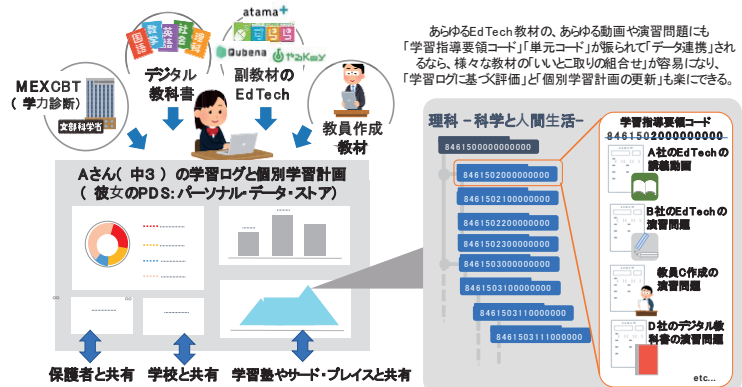 atama+
国語
数学
英語
社会
理科
Qubena
やるKey
MEXCBT
(学力診断)
文部科学省
デジタル
教科書
副教材の
EdTech
教員作成
教材
Aさん(中3)の学習ログと個別学習計画
(彼女のPDS:パーソナル・データ・ストア)
保護者と共有
学校と共有
学習塾やサード・プレイスと共有
あらゆるEdTech教材の、あらゆる動画や演習問題にも
「学習指導要領コード」「単元コード」が振られて「データ連携」され
るなら、様々な教材の「いいとこ取りの組合せ」が容易になり、
「学習ログに基づく評価」と「個別学習計画の更新」も楽にできる。
理科 -科学と人間生活-
8461500000000000
8461502000000000
8461502100000000
8461502200000000
8461502300000000
8461503000000000
8461503100000000
8461503110000000
8461503111000000
学習指導要領コード
8461502000000000
A社のEdTechの
講義動画
B社のEdTechの
演習問題
教員C作成の
演習問題
D社のデジタル教
科書の演習問題
etc...